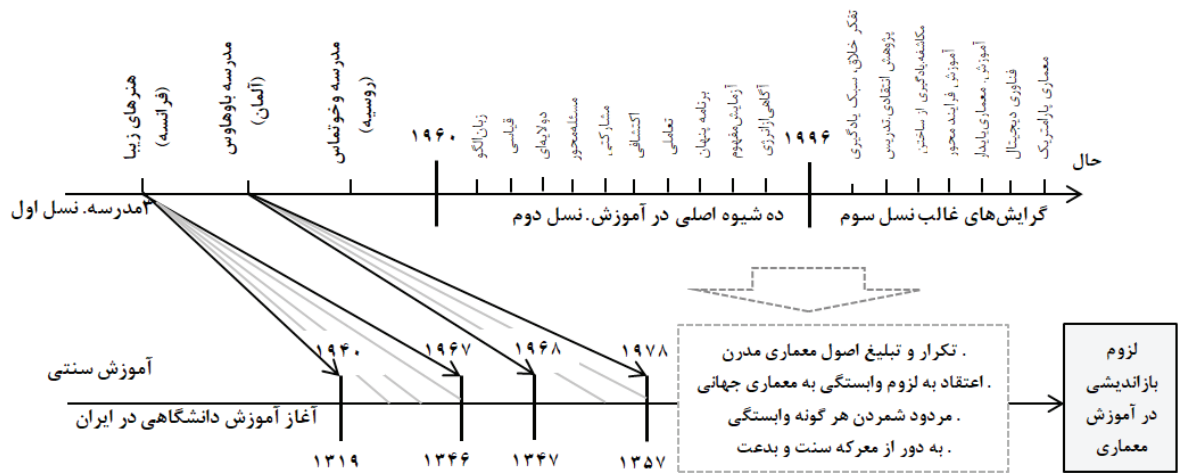 هنرهای زیبا
(فرانسه)
مدرسه باوهاوس
(آلمان)
مدرسه وخوتماس
(روسیه)
۱۹۶۰
زبان‌الگو
قیاسی
دولایه‌ای
مسئله‌محور
مشارکتی
اکتشافی
تعاملی
برنامه پنهان
آزمایش‌مفهوم
آگاهی‌ازانرژی
۱۹۹۶
تفکر خلاق، سبک یادگیری
پژوهش انتقادی.تدریس
مکاشفه‌یادگیری از ساختن
آموزش فرایند محور
آموزش، معماری‌پایدار
فناوری دیجیتال
معماری پارامتریک
حال
۳مدرسه. نسل اول
ده شیوه اصلی در آموزش. نسل دوم
گرایش‌های غالب نسل سوم
۱۹۴۰
۱۹۶۷
۱۹۶۸
۱۹۷۸
آموزش سنتی
آغاز آموزش دانشگاهی در ایران
۱۳۱۹
۱۳۴۶
۱۳۴۷
۱۳۵۷
. تکرار و تبلیغ اصول معماری مدرن
. اعتقاد به لزوم وابستگی به معماری جهانی
. مردود شمردن هر گونه وابستگی
. به دور از معرکه سنت و بدعت
لزوم
بازاندیشی
در آموزش
معماری